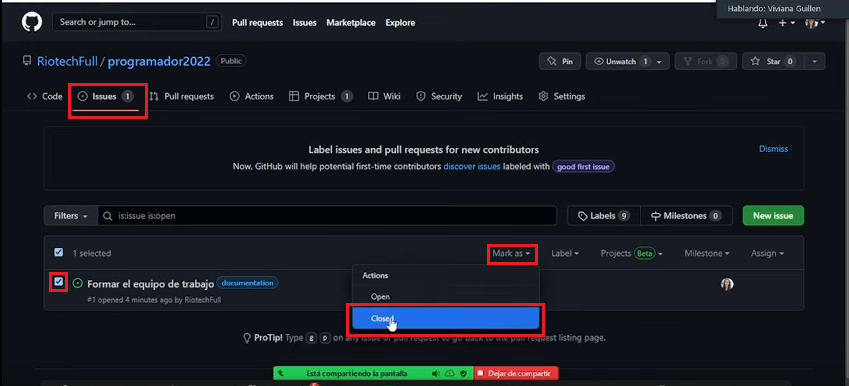 Hablando: Viviana Guillen
Search or jump to... /
Pull requests Issues Marketplace Explore
RiotechFull / programador2022 Public
Pin Unwatch 1 Fork 0 Star 0
Code Issues 1 Pull requests Actions Projects 1 Wiki Security Insights Settings
Label issues and pull requests for new contributors
Dismiss
Now, GitHub will help potential first-time contributors discover issues labeled with good first issue
Filters is:issue is:open Labels 9 Milestones 0 New issue
1 selected Mark as Label Projects Beta Milestone Assign
Actions
Formar el equipo de trabajo documentation
Open
#1 opened 4 minutes ago by RiotechFull
Closed
ProTip! Type g p on any issue or pull request to go back to the pull request listing page.
Está compartiendo la pantalla Dejar de compartir